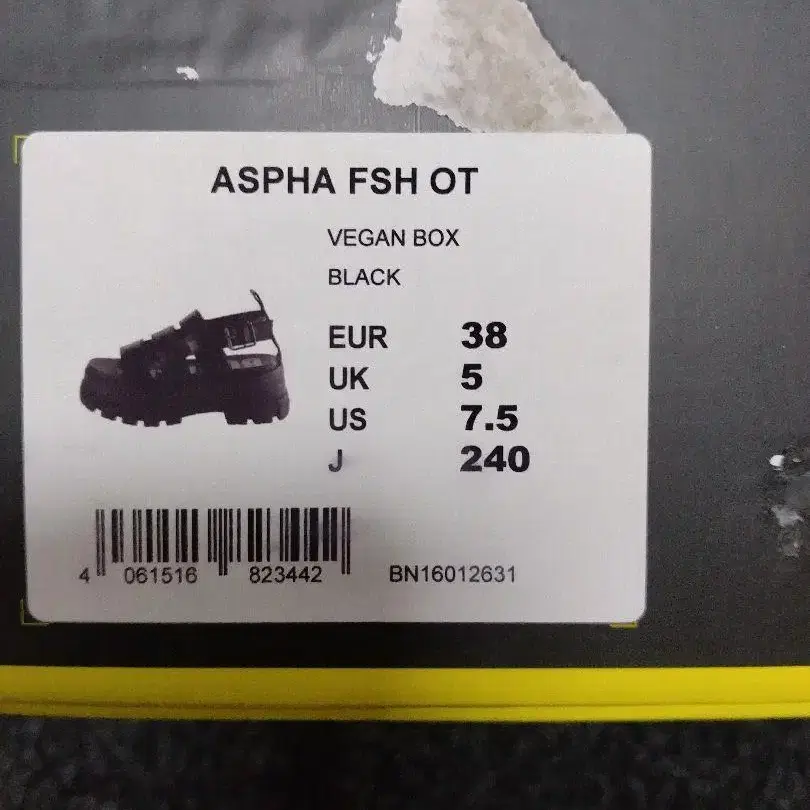 ASPHA FSH OT
VEGAN BOX
BLACK
EUR 38
UK 5
US 7.5
J 240
4 061516 823442 BN16012631